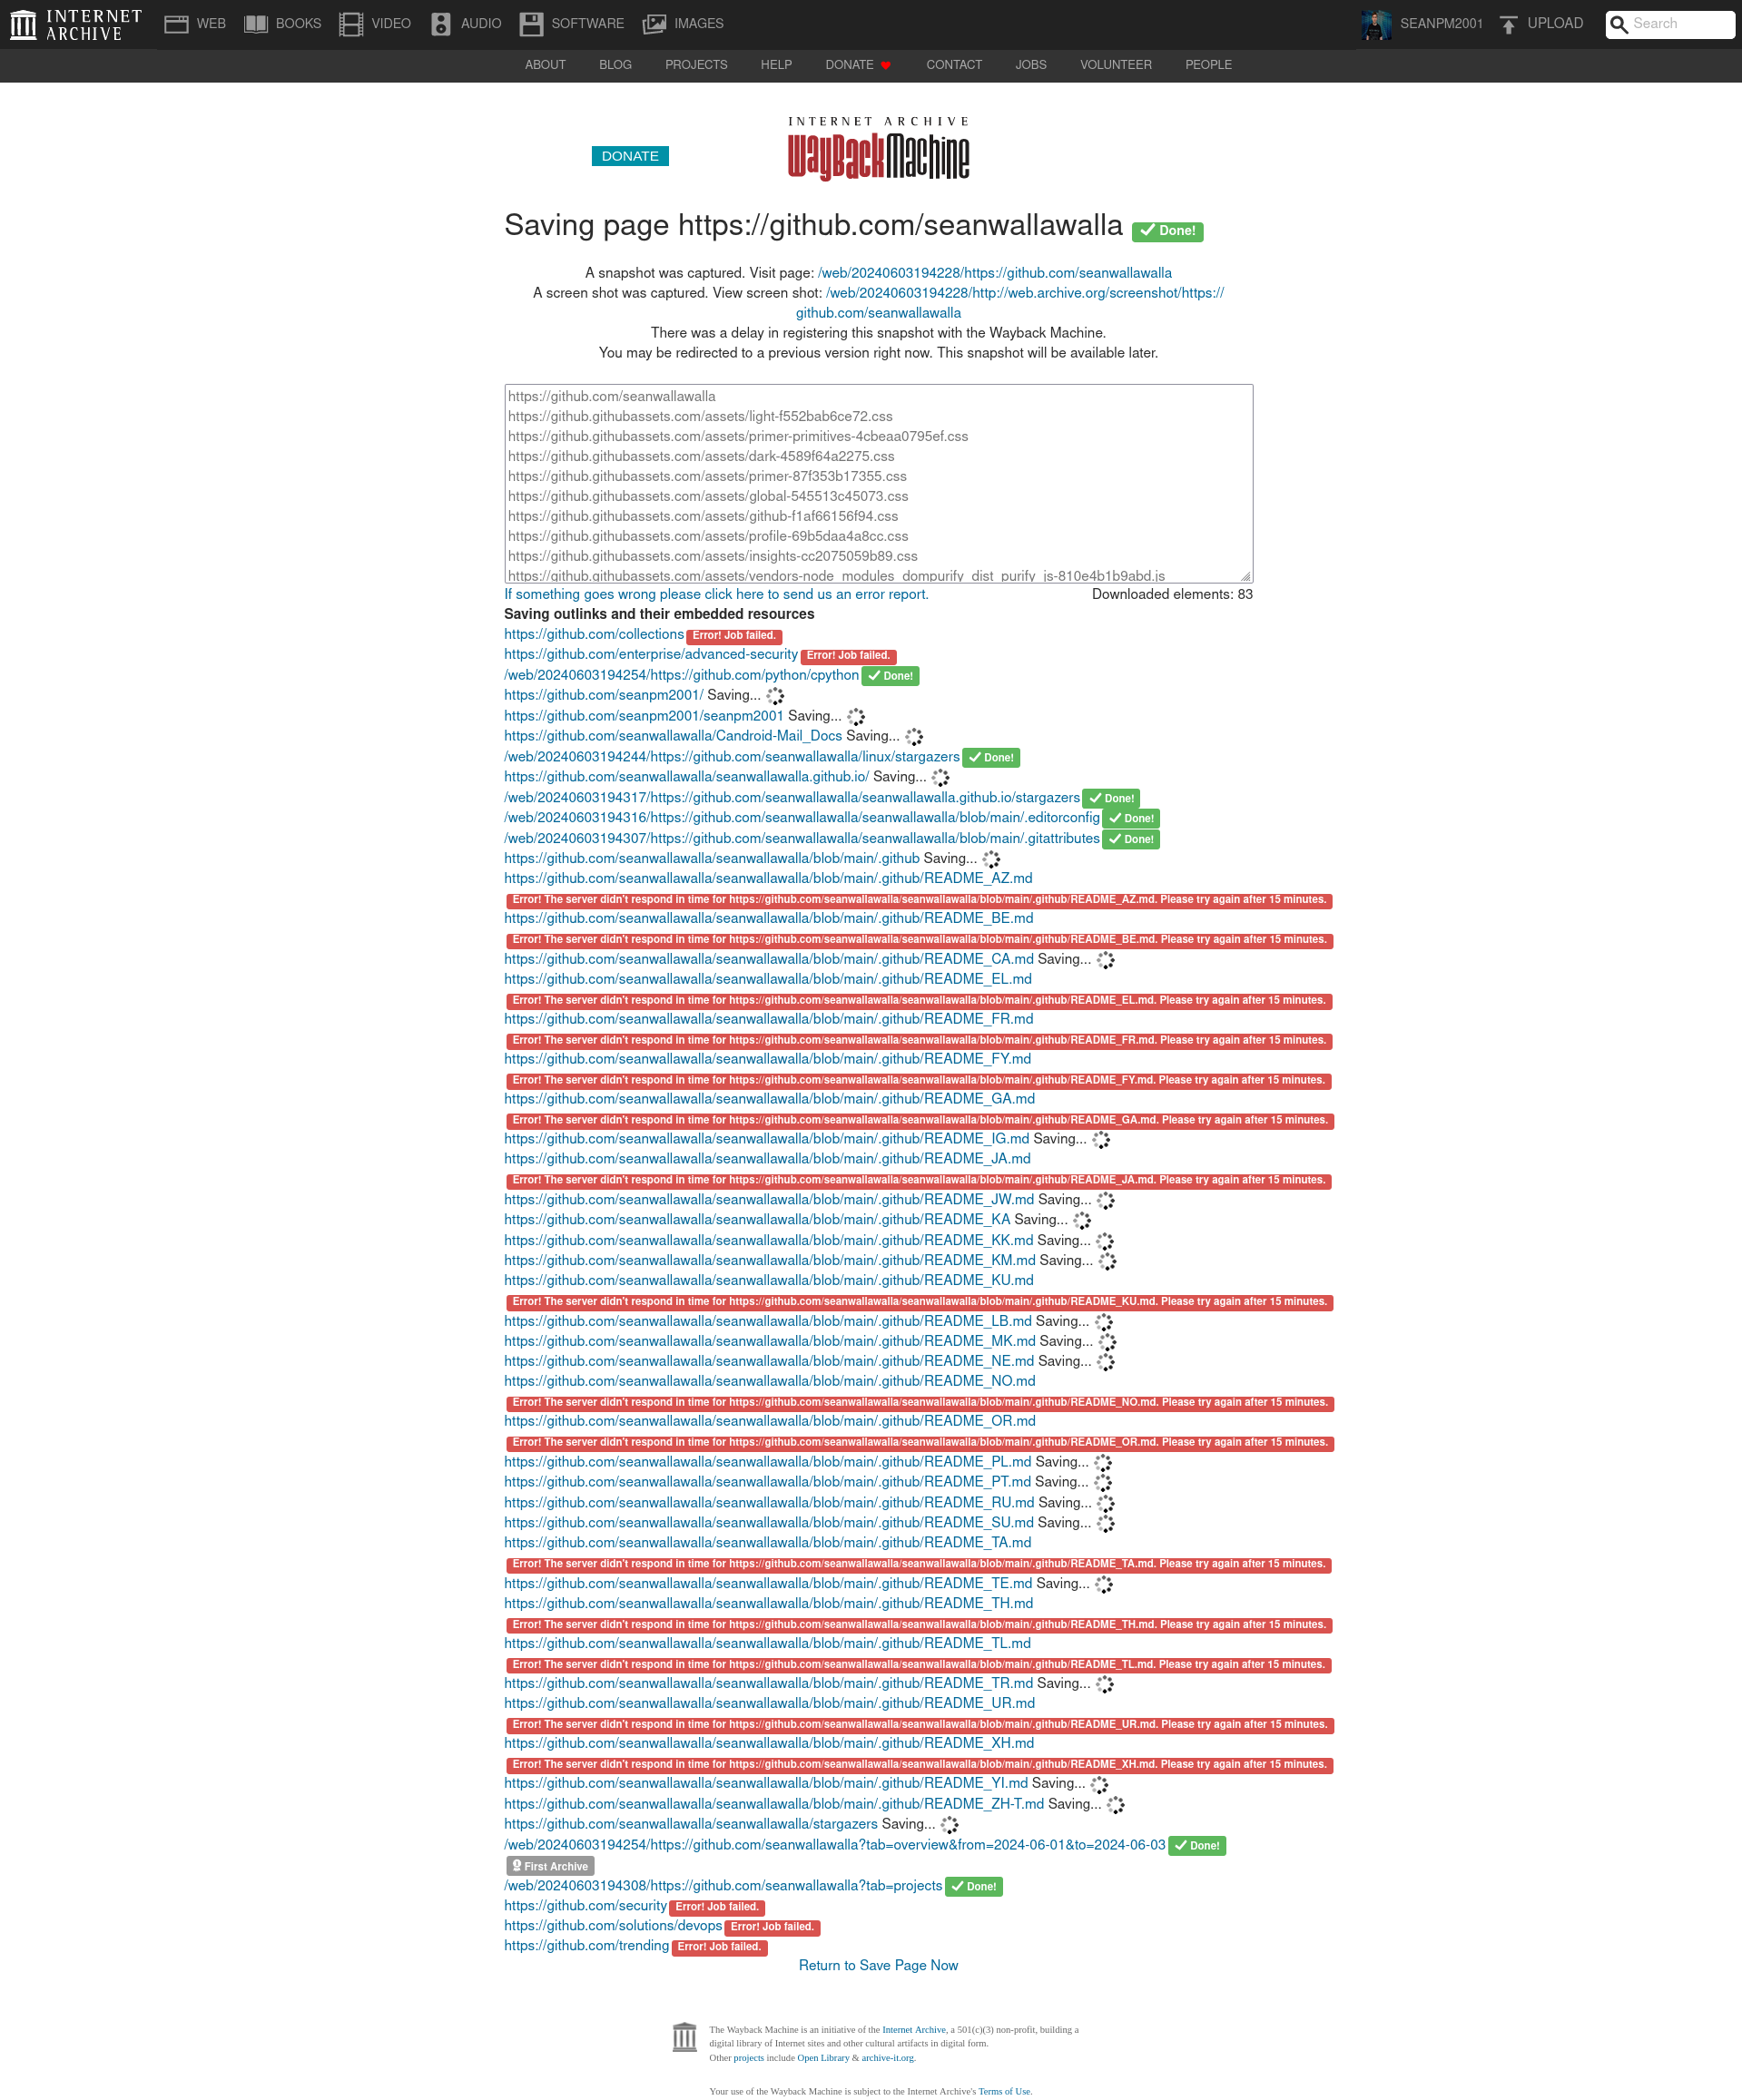 INTERNET ARCHIVE
WEB BOOKS VIDEO AUDIO SOFTWARE IMAGES SEANPM2001 UPLOAD Search
ABOUT BLOG PROJECTS HELP DONATE CONTACT JOBS VOLUNTEER PEOPLE
INTERNET ARCHIVE
DONATE WayBackMachine
Saving page https://github.com/seanwallawalla Done!
A snapshot was captured. Visit page: /web/20240603194228/https://github.com/seanwallawalla
A screen shot was captured. View screen shot: /web/20240603194228/http://web.archive.org/screenshot/https://
github.com/seanwallawalla
There was a delay in registering this snapshot with the Wayback Machine.
You may be redirected to a previous version right now. This snapshot will be available later.
https://github.com/seanwallawalla
https://github.githubassets.com/assets/light-f552bab6ce72.css
https://github.githubassets.com/assets/primer-primitives-4cbeaa0795ef.css
https://github.githubassets.com/assets/dark-4589f64a2275.css
https://github.githubassets.com/assets/primer-87f353b17355.css
https://github.githubassets.com/assets/global-545513c45073.css
https://github.githubassets.com/assets/github-f1af66156f94.css
https://github.githubassets.com/assets/profile-69b5daa4a8cc.css
https://github.githubassets.com/assets/insights-cc2075059b89.css
https://github.githubassets.com/assets/vendors-node_modules_dompurify_dist_purify_js-810e4b1b9abd.js
If something goes wrong please click here to send us an error report. Downloaded elements: 83
Saving outlinks and their embedded resources
https://github.com/collections Error! Job failed.
https://github.com/enterprise/advanced-security Error! Job failed.
/web/20240603194254/https://github.com/python/cpython Done!
https://github.com/seanpm2001/ Saving...
https://github.com/seanpm2001/seanpm2001 Saving...
https://github.com/seanwallawalla/Candroid-Mail_Docs Saving...
/web/20240603194244/https://github.com/seanwallawalla/linux/stargazers Done!
https://github.com/seanwallawalla/seanwallawalla.github.io/ Saving...
/web/20240603194317/https://github.com/seanwallawalla/seanwallawalla.github.io/stargazers Done!
/web/20240603194316/https://github.com/seanwallawalla/seanwallawalla/blob/main/.editorconfig Done!
/web/20240603194307/https://github.com/seanwallawalla/seanwallawalla/blob/main/.gitattributes Done!
https://github.com/seanwallawalla/seanwallawalla/blob/main/.github Saving...
https://github.com/seanwallawalla/seanwallawalla/blob/main/.github/README_AZ.md
Error! The server didn't respond in time for https://github.com/seanwallawalla/seanwallawalla/blob/main/.github/README_AZ.md. Please try again after 15 minutes.
https://github.com/seanwallawalla/seanwallawalla/blob/main/.github/README_BE.md
Error! The server didn't respond in time for https://github.com/seanwallawalla/seanwallawalla/blob/main/.github/README_BE.md. Please try again after 15 minutes.
https://github.com/seanwallawalla/seanwallawalla/blob/main/.github/README_CA.md Saving...
https://github.com/seanwallawalla/seanwallawalla/blob/main/.github/README_EL.md
Error! The server didn't respond in time for https://github.com/seanwallawalla/seanwallawalla/blob/main/.github/README_EL.md. Please try again after 15 minutes.
https://github.com/seanwallawalla/seanwallawalla/blob/main/.github/README_FR.md
Error! The server didn't respond in time for https://github.com/seanwallawalla/seanwallawalla/blob/main/.github/README_FR.md. Please try again after 15 minutes.
https://github.com/seanwallawalla/seanwallawalla/blob/main/.github/README_FY.md
Error! The server didn't respond in time for https://github.com/seanwallawalla/seanwallawalla/blob/main/.github/README_FY.md. Please try again after 15 minutes.
https://github.com/seanwallawalla/seanwallawalla/blob/main/.github/README_GA.md
Error! The server didn't respond in time for https://github.com/seanwallawalla/seanwallawalla/blob/main/.github/README_GA.md. Please try again after 15 minutes.
https://github.com/seanwallawalla/seanwallawalla/blob/main/.github/README_IG.md Saving...
https://github.com/seanwallawalla/seanwallawalla/blob/main/.github/README_JA.md
Error! The server didn't respond in time for https://github.com/seanwallawalla/seanwallawalla/blob/main/.github/README_JA.md. Please try again after 15 minutes.
https://github.com/seanwallawalla/seanwallawalla/blob/main/.github/README_JW.md Saving...
https://github.com/seanwallawalla/seanwallawalla/blob/main/.github/README_KA Saving...
https://github.com/seanwallawalla/seanwallawalla/blob/main/.github/README_KK.md Saving...
https://github.com/seanwallawalla/seanwallawalla/blob/main/.github/README_KM.md Saving...
https://github.com/seanwallawalla/seanwallawalla/blob/main/.github/README_KU.md
Error! The server didn't respond in time for https://github.com/seanwallawalla/seanwallawalla/blob/main/.github/README_KU.md. Please try again after 15 minutes.
https://github.com/seanwallawalla/seanwallawalla/blob/main/.github/README_LB.md Saving...
https://github.com/seanwallawalla/seanwallawalla/blob/main/.github/README_MK.md Saving...
https://github.com/seanwallawalla/seanwallawalla/blob/main/.github/README_NE.md Saving...
https://github.com/seanwallawalla/seanwallawalla/blob/main/.github/README_NO.md
Error! The server didn't respond in time for https://github.com/seanwallawalla/seanwallawalla/blob/main/.github/README_NO.md. Please try again after 15 minutes.
https://github.com/seanwallawalla/seanwallawalla/blob/main/.github/README_OR.md
Error! The server didn't respond in time for https://github.com/seanwallawalla/seanwallawalla/blob/main/.github/README_OR.md. Please try again after 15 minutes.
https://github.com/seanwallawalla/seanwallawalla/blob/main/.github/README_PL.md Saving...
https://github.com/seanwallawalla/seanwallawalla/blob/main/.github/README_PT.md Saving...
https://github.com/seanwallawalla/seanwallawalla/blob/main/.github/README_RU.md Saving...
https://github.com/seanwallawalla/seanwallawalla/blob/main/.github/README_SU.md Saving...
https://github.com/seanwallawalla/seanwallawalla/blob/main/.github/README_TA.md
Error! The server didn't respond in time for https://github.com/seanwallawalla/seanwallawalla/blob/main/.github/README_TA.md. Please try again after 15 minutes.
https://github.com/seanwallawalla/seanwallawalla/blob/main/.github/README_TE.md Saving...
https://github.com/seanwallawalla/seanwallawalla/blob/main/.github/README_TH.md
Error! The server didn't respond in time for https://github.com/seanwallawalla/seanwallawalla/blob/main/.github/README_TH.md. Please try again after 15 minutes.
https://github.com/seanwallawalla/seanwallawalla/blob/main/.github/README_TL.md
Error! The server didn't respond in time for https://github.com/seanwallawalla/seanwallawalla/blob/main/.github/README_TL.md. Please try again after 15 minutes.
https://github.com/seanwallawalla/seanwallawalla/blob/main/.github/README_TR.md Saving...
https://github.com/seanwallawalla/seanwallawalla/blob/main/.github/README_UR.md
Error! The server didn't respond in time for https://github.com/seanwallawalla/seanwallawalla/blob/main/.github/README_UR.md. Please try again after 15 minutes.
https://github.com/seanwallawalla/seanwallawalla/blob/main/.github/README_XH.md
Error! The server didn't respond in time for https://github.com/seanwallawalla/seanwallawalla/blob/main/.github/README_XH.md. Please try again after 15 minutes.
https://github.com/seanwallawalla/seanwallawalla/blob/main/.github/README_YI.md Saving...
https://github.com/seanwallawalla/seanwallawalla/blob/main/.github/README_ZH-T.md Saving...
https://github.com/seanwallawalla/seanwallawalla/stargazers Saving...
/web/20240603194254/https://github.com/seanwallawalla?tab=overview&from=2024-06-01&to=2024-06-03 Done!
First Archive
/web/20240603194308/https://github.com/seanwallawalla?tab=projects Done!
https://github.com/security Error! Job failed.
https://github.com/solutions/devops Error! Job failed.
https://github.com/trending Error! Job failed.
Return to Save Page Now
The Wayback Machine is an initiative of the Internet Archive, a 501(c)(3) non-profit, building a
digital library of Internet sites and other cultural artifacts in digital form.
Other projects include Open Library & archive-it.org.
Your use of the Wayback Machine is subject to the Internet Archive's Terms of Use.